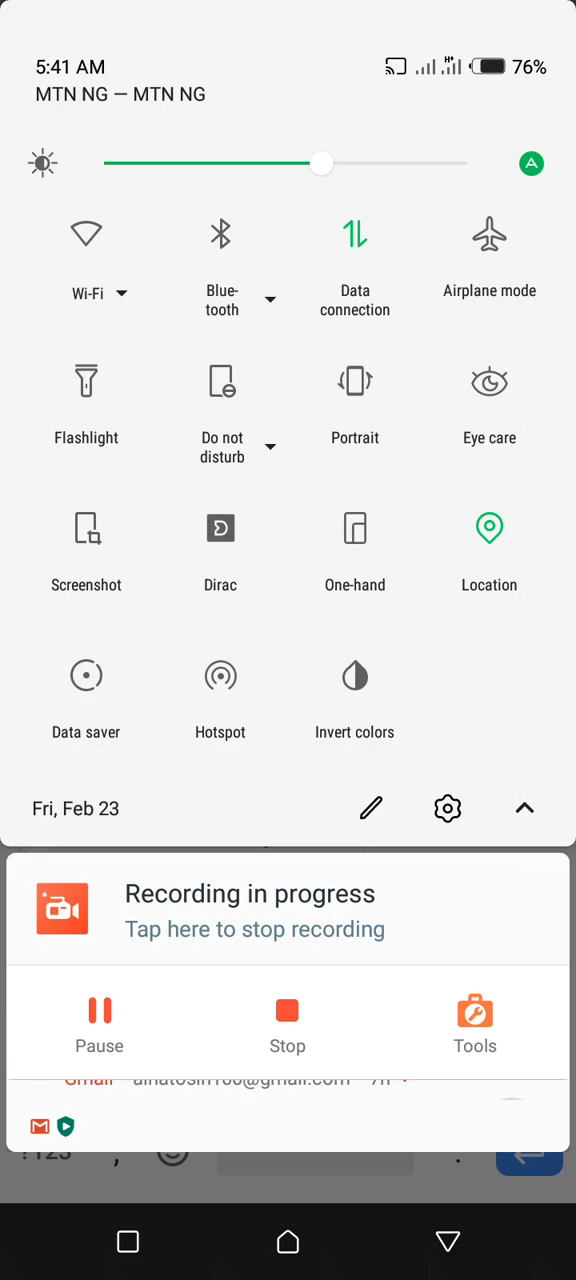 5:41 AM
H+
76%
MTN NG — MTN NG
A
Wi-Fi
Blue-
tooth
Data
connection
Airplane mode
Flashlight
Do not
disturb
Portrait
Eye care
Screenshot
Dirac
One-hand
Location
Data saver
Hotspot
Invert colors
Fri, Feb 23
Recording in progress
Tap here to stop recording
Pause
Stop
Tools
Gmail